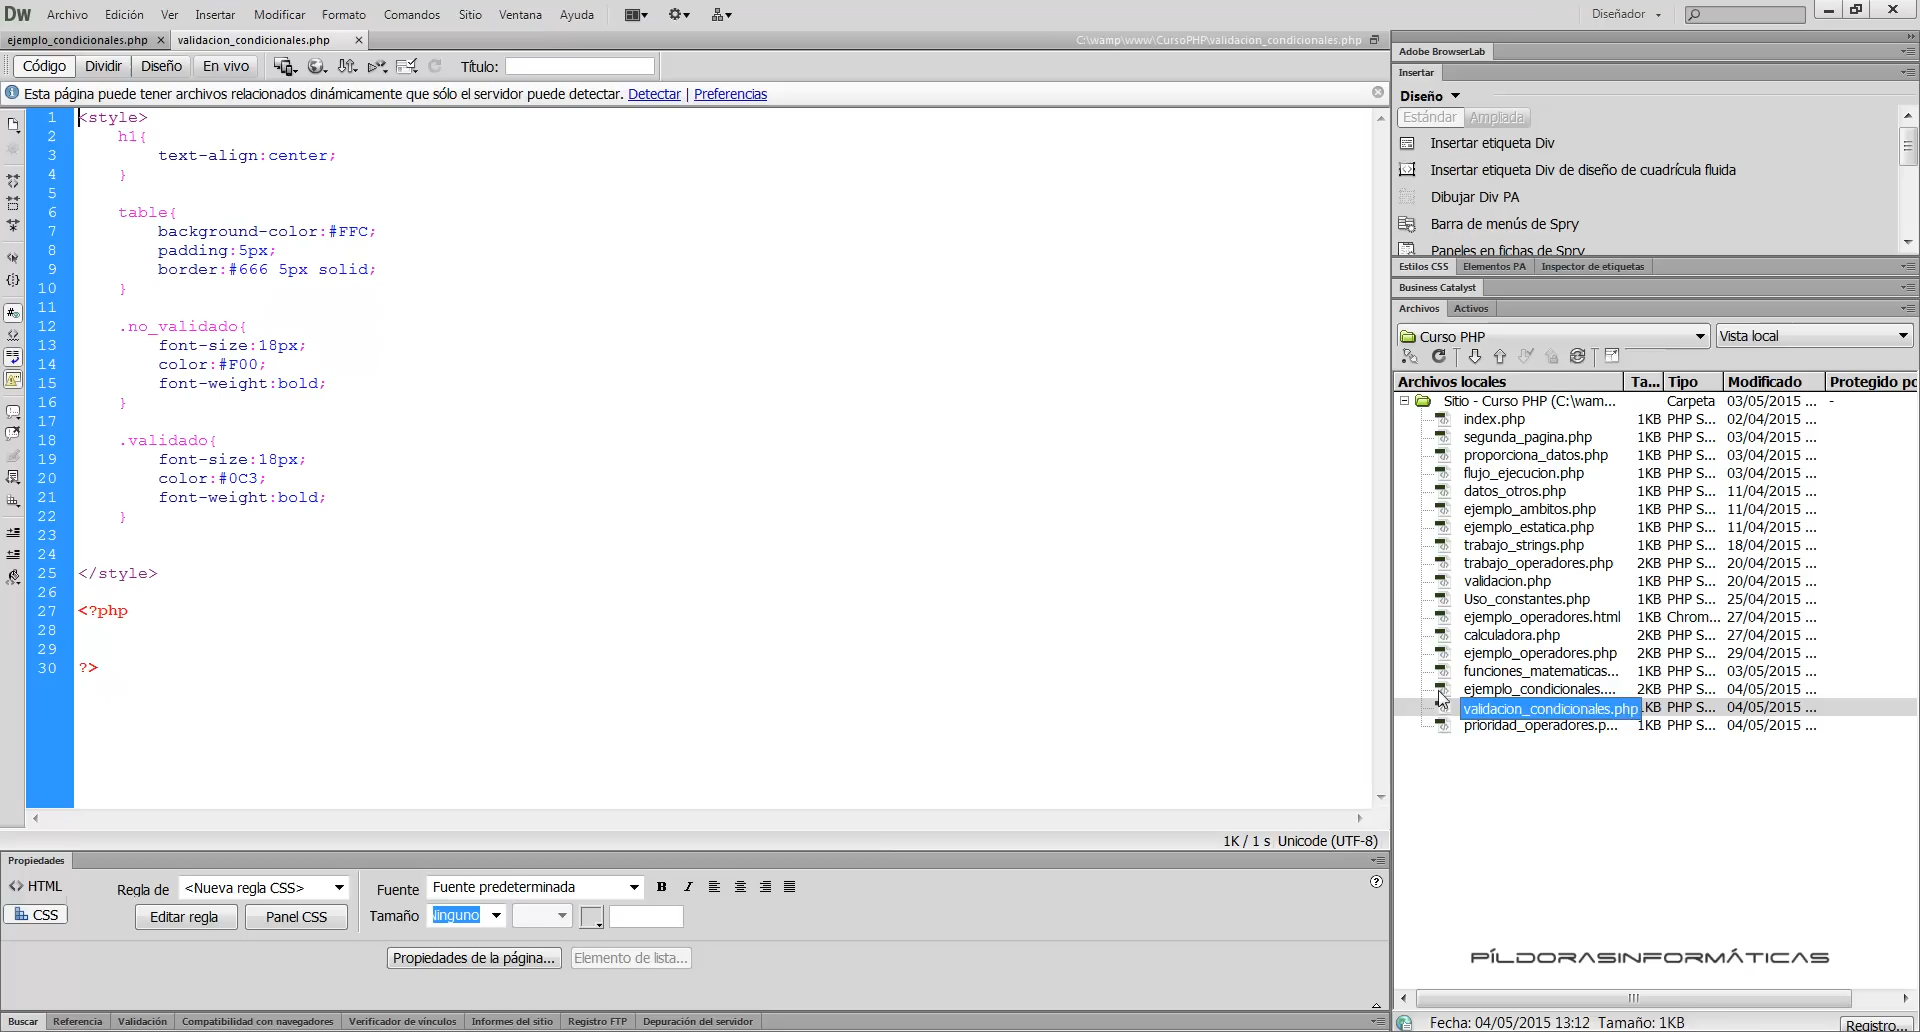 Dw Archivo Edición Ver Insertar Modificar Formato Comandos Sitio Ventana Ayuda Diseñador
ejemplo_condicionales.php validacion_condicionales.php C:\wamp\www\CursoPHP\validacion_condicionales.php
Código Dividir Diseño En vivo Título:
Esta página puede tener archivos relacionados dinámicamente que sólo el servidor puede detectar. Detectar | Preferencias
1 <style>
2 h1{
3 text-align:center;
4 }
5
6 table{
7 background-color:#FFC;
8 padding:5px;
9 border:#666 5px solid;
10 }
11
12 .no_validado{
13 font-size:18px;
14 color:#F00;
15 font-weight:bold;
16 }
17
18 .validado{
19 font-size:18px;
20 color:#0C3;
21 font-weight:bold;
22 }
23
24
25 </style>
26
27 <?php
28
29
30 ?>
1K / 1 s Unicode (UTF-8)
Propiedades
<> HTML
CSS
Regla de <Nueva regla CSS>
Editar regla Panel CSS
Fuente Fuente predeterminada B I
Tamaño Ninguno
Propiedades de la página... Elemento de lista...
Buscar Referencia Validación Compatibilidad con navegadores Verificador de vínculos Informes del sitio Registro FTP Depuración del servidor
Adobe BrowserLab
Insertar
Diseño
Estándar Ampliada
Insertar etiqueta Div
Insertar etiqueta Div de diseño de cuadrícula fluida
Dibujar Div PA
Barra de menús de Spry
Paneles en fichas de Spry
Estilos CSS Elementos PA Inspector de etiquetas
Business Catalyst
Archivos Activos
Curso PHP Vista local
Archivos locales Ta... Tipo Modificado Protegido po
Sitio - Curso PHP (C:\wam... Carpeta 03/05/2015 ... -
index.php 1KB PHP S... 02/04/2015 ...
segunda_pagina.php 1KB PHP S... 03/04/2015 ...
proporciona_datos.php 1KB PHP S... 03/04/2015 ...
flujo_ejecucion.php 1KB PHP S... 03/04/2015 ...
datos_otros.php 1KB PHP S... 11/04/2015 ...
ejemplo_ambitos.php 1KB PHP S... 11/04/2015 ...
ejemplo_estatica.php 1KB PHP S... 11/04/2015 ...
trabajo_strings.php 1KB PHP S... 18/04/2015 ...
trabajo_operadores.php 2KB PHP S... 20/04/2015 ...
validacion.php 1KB PHP S... 20/04/2015 ...
Uso_constantes.php 1KB PHP S... 25/04/2015 ...
ejemplo_operadores.html 1KB Chrom... 27/04/2015 ...
calculadora.php 2KB PHP S... 27/04/2015 ...
ejemplo_operadores.php 2KB PHP S... 29/04/2015 ...
funciones_matematicas... 1KB PHP S... 03/05/2015 ...
ejemplo_condicionales.... 2KB PHP S... 04/05/2015 ...
validacion_condicionales.php KB PHP S... 04/05/2015 ...
prioridad_operadores.p... 1KB PHP S... 04/05/2015 ...
PÍLDORASINFORMÁTICAS
Fecha: 04/05/2015 13:12 Tamaño: 1KB Registro...